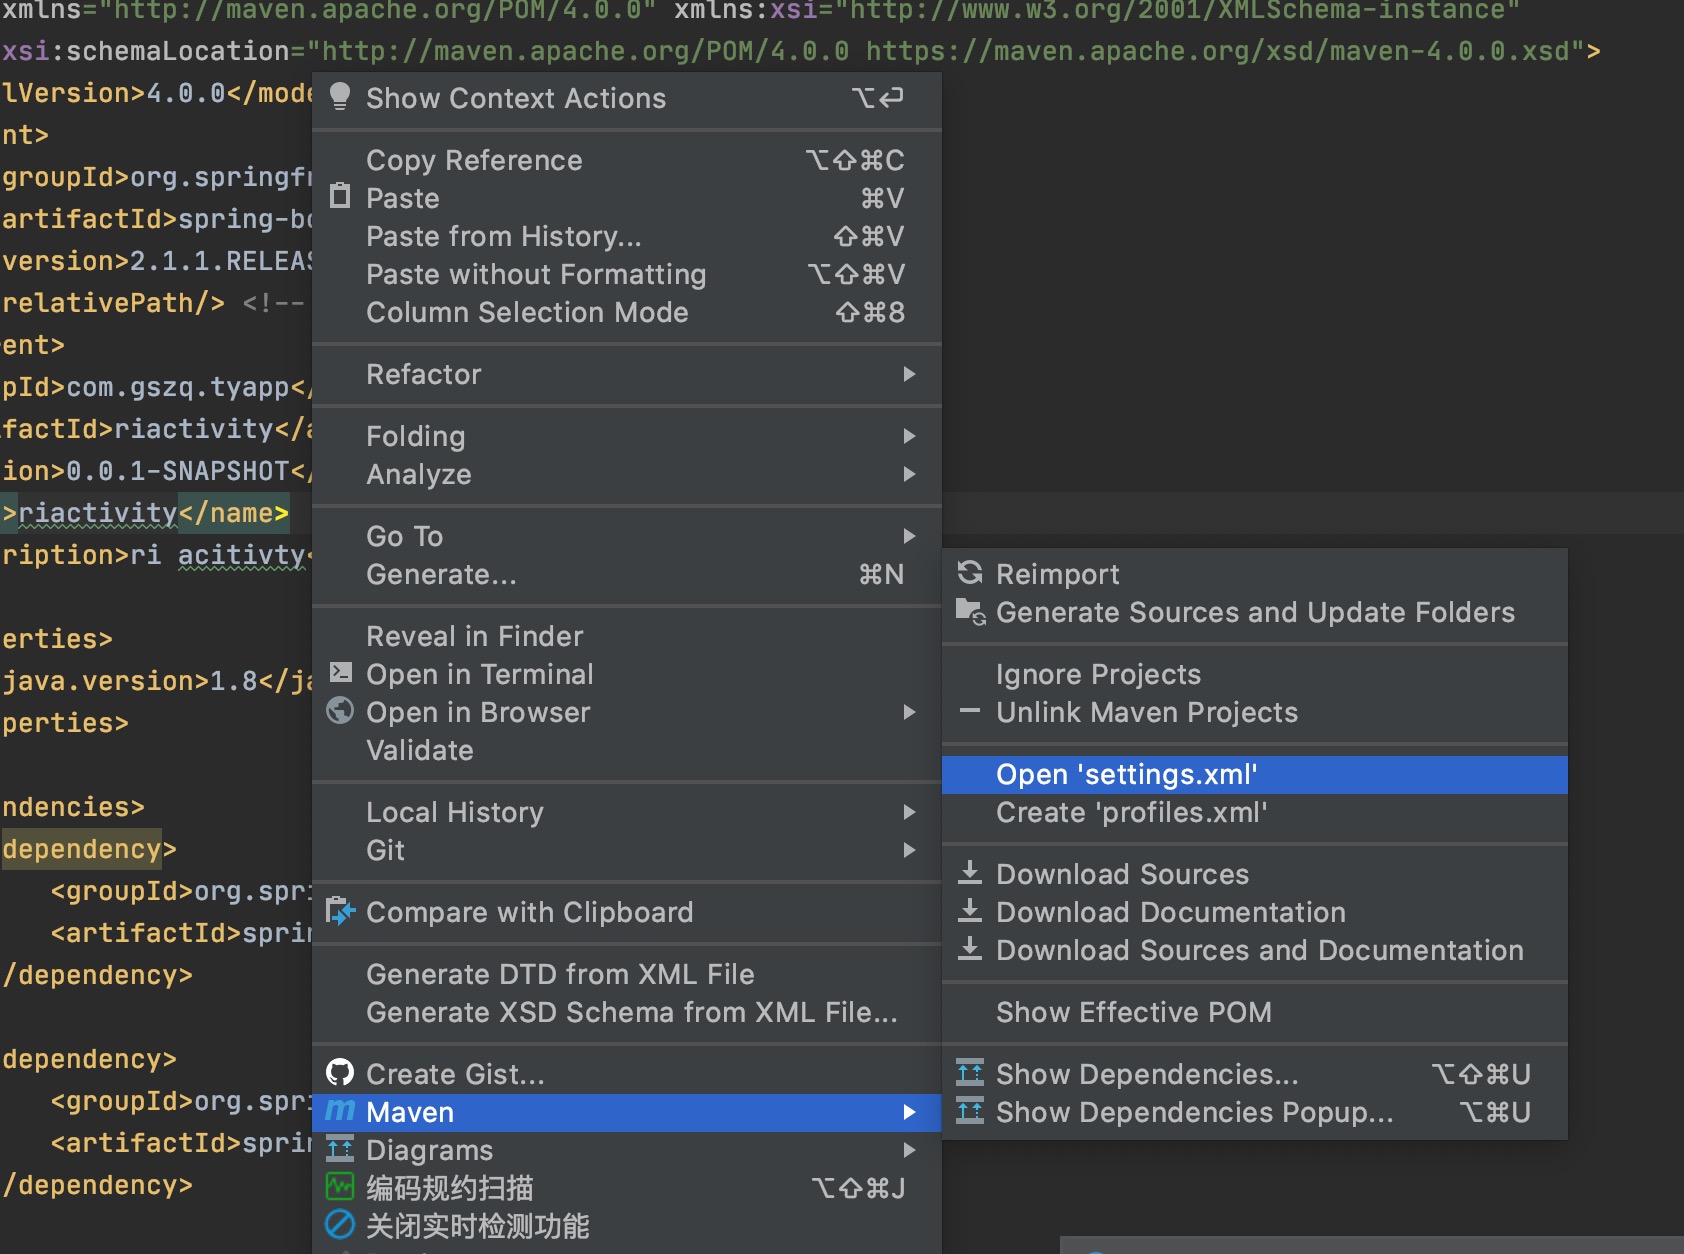 xmlns="http://maven.apache.org/POM/4.0.0" xmlns:xsi="http://www.w3.org/2001/XMLSchema-instance"
xsi:schemaLocation="http://maven.apache.org/POM/4.0.0 https://maven.apache.org/xsd/maven-4.0.0.xsd">
lVersion>4.0.0</mode
nt>
groupId>org.springfr
artifactId>spring-bo
version>2.1.1.RELEAS
relativePath/> <!--
ent>
pId>com.gszq.tyapp</
factId>riactivity</a
ion>0.0.1-SNAPSHOT</
>riactivity</name>
ription>ri acitivty<
erties>
java.version>1.8</ja
perties>
ndencies>
dependency>
<groupId>org.spri
<artifactId>sprin
/dependency>
dependency>
<groupId>org.spri
<artifactId>sprin
/dependency>
Show Context Actions ⌥⏎
Copy Reference ⌥⇧⌘C
Paste ⌘V
Paste from History... ⇧⌘V
Paste without Formatting ⌥⇧⌘V
Column Selection Mode ⇧⌘8
Refactor
Folding
Analyze
Go To
Generate... ⌘N
Reveal in Finder
Open in Terminal
Open in Browser
Validate
Local History
Git
Compare with Clipboard
Generate DTD from XML File
Generate XSD Schema from XML File...
Create Gist...
Maven
Diagrams
编码规约扫描 ⌥⇧⌘J
关闭实时检测功能
Reimport
Generate Sources and Update Folders
Ignore Projects
Unlink Maven Projects
Open 'settings.xml'
Create 'profiles.xml'
Download Sources
Download Documentation
Download Sources and Documentation
Show Effective POM
Show Dependencies... ⌥⇧⌘U
Show Dependencies Popup... ⌥⌘U